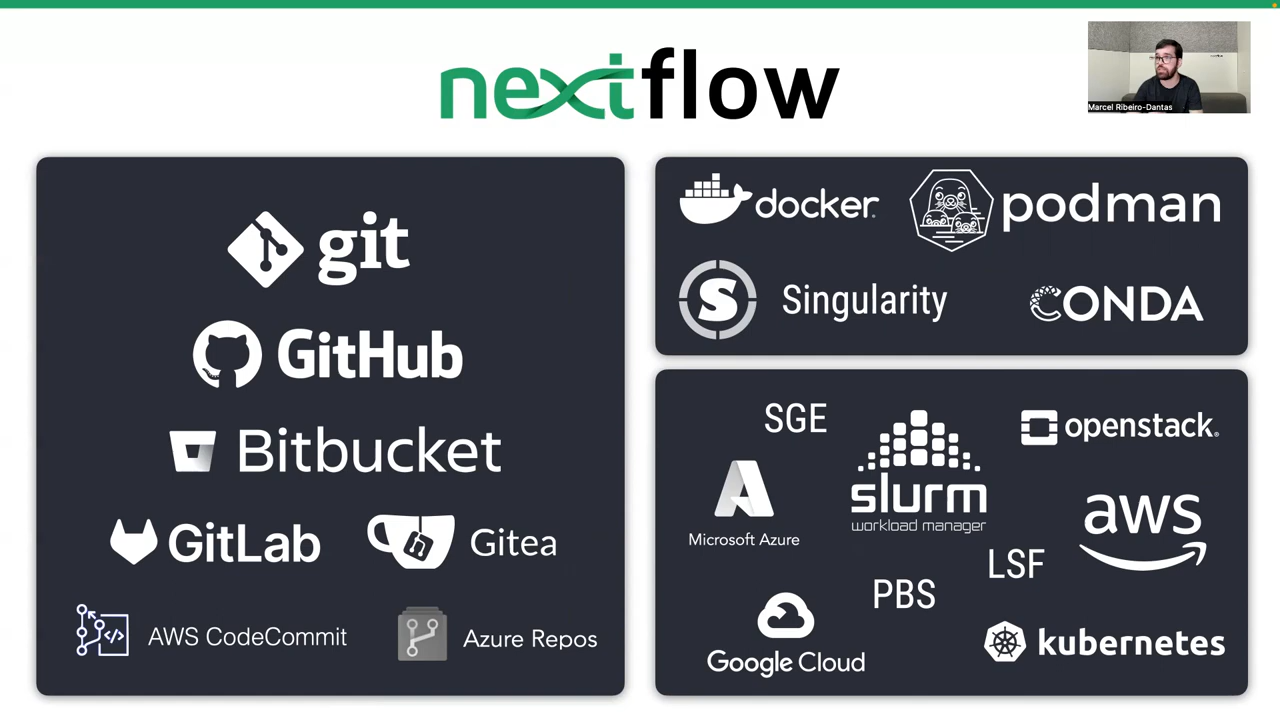 nextflow
Marcel Ribeiro-Dantas
git
GitHub
Bitbucket
GitLab
Gitea
AWS CodeCommit
Azure Repos
docker
podman
Singularity
CONDA
SGE
openstack.
slurm
workload manager
Microsoft Azure
aws
LSF
PBS
Google Cloud
kubernetes